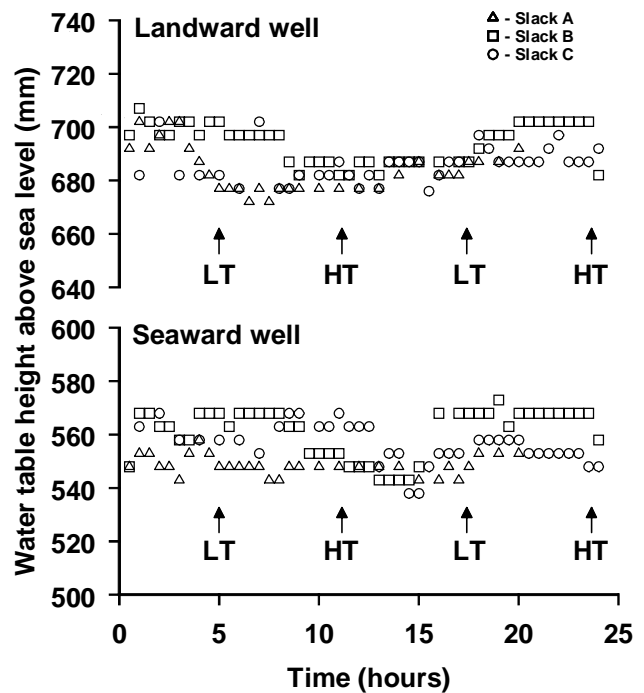 Landward well
△ - Slack A
□ - Slack B
○ - Slack C
Water table height above sea level (mm)
740
720
700
680
660
640
LT HT LT HT
Seaward well
600
580
560
540
520
500
LT HT LT HT
0 5 10 15 20 25
Time (hours)